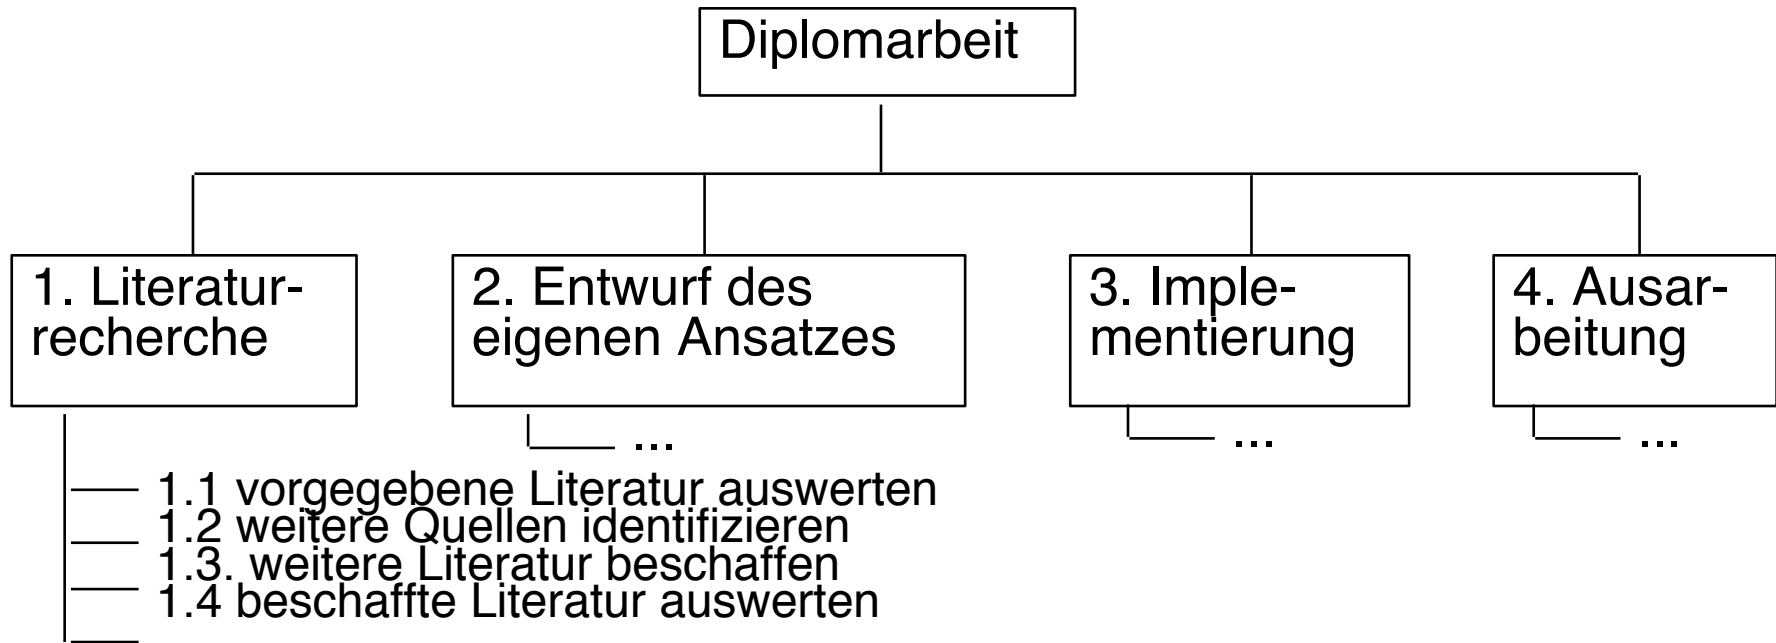 Diplomarbeit
1. Literatur-
recherche
2. Entwurf des
eigenen Ansatzes
3. Imple-
mentierung
4. Ausar-
beitung
...
...
...
1.1 vorgegebene Literatur auswerten
1.2 weitere Quellen identifizieren
1.3. weitere Literatur beschaffen
1.4 beschaffte Literatur auswerten